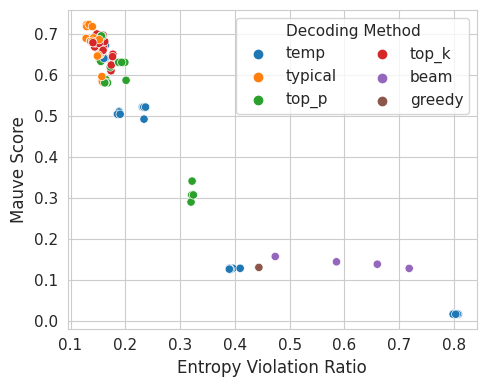 Decoding Method
temp
typical
top_p
top_k
beam
greedy
Mauve Score
0.7
0.6
0.5
0.4
0.3
0.2
0.1
0.0
0.1 0.2 0.3 0.4 0.5 0.6 0.7 0.8
Entropy Violation Ratio